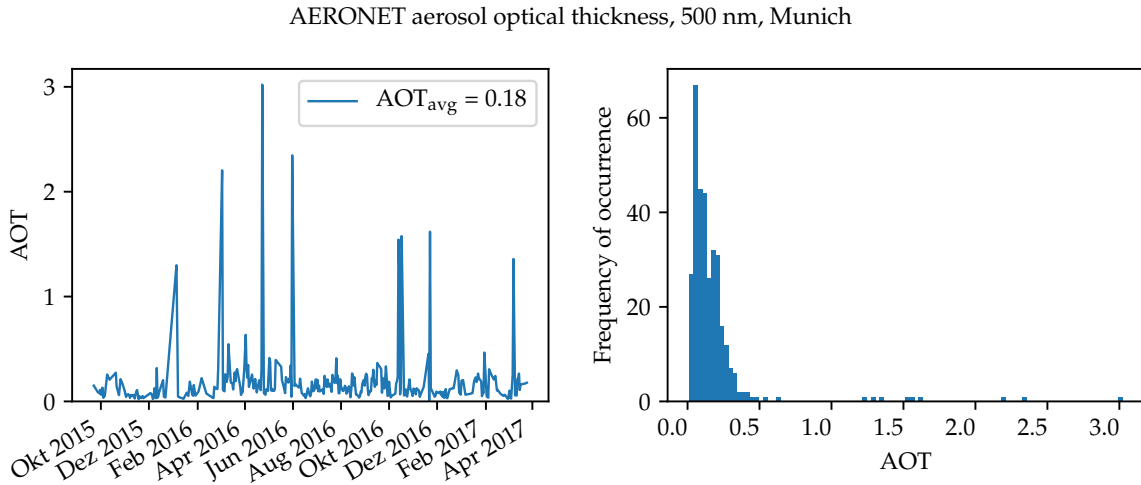 AERONET aerosol optical thickness, 500 nm, Munich
AOT
3
2
1
0
AOTavg = 0.18
Okt 2015
Dez 2015
Feb 2016
Apr 2016
Jun 2016
Aug 2016
Okt 2016
Dez 2016
Feb 2017
Apr 2017
Frequency of occurrence
60
40
20
0
0.0 0.5 1.0 1.5 2.0 2.5 3.0
AOT